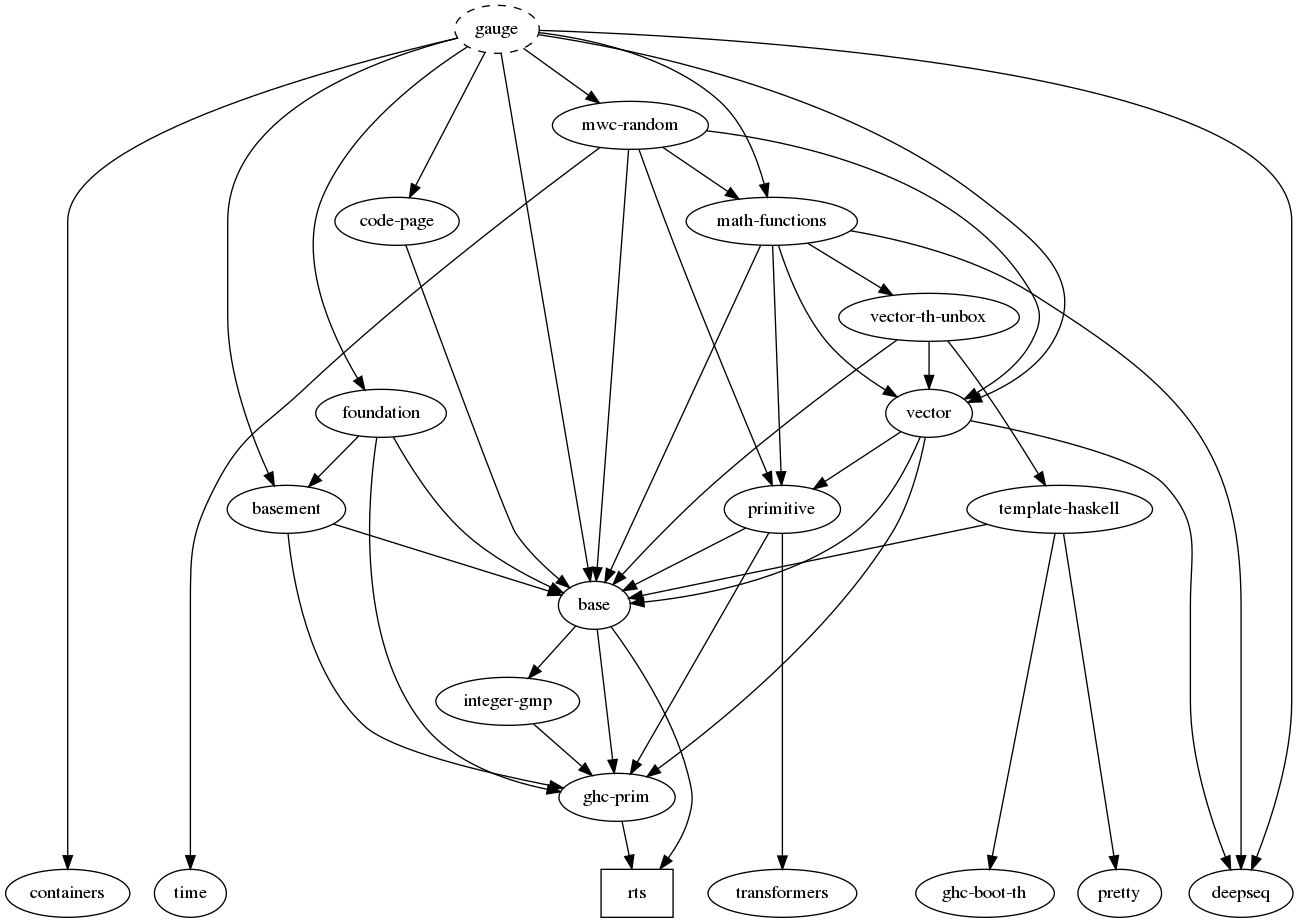 gauge
mwc-random
code-page
math-functions
vector-th-unbox
foundation
vector
basement
primitive
template-haskell
base
integer-gmp
ghc-prim
containers
time
rts
transformers
ghc-boot-th
pretty
deepseq